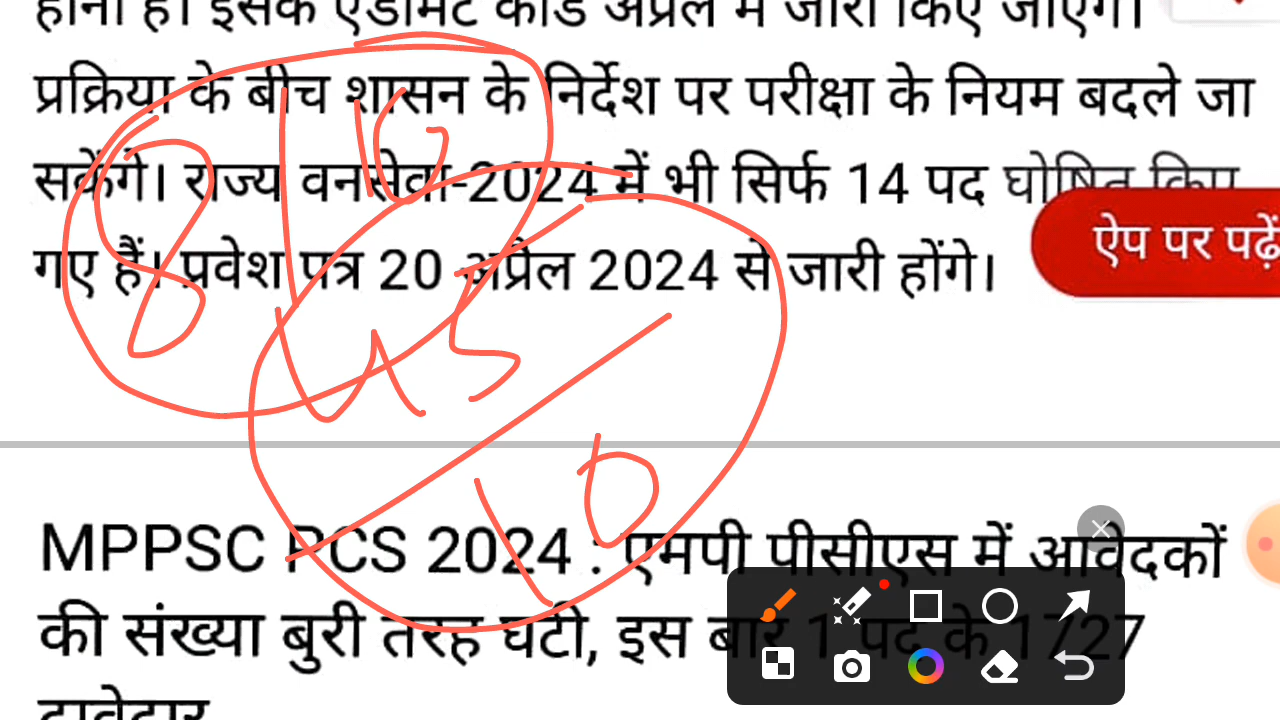 होना है। इसके एडमिट कार्ड अप्रैल में जारी किए जाएंगे।
प्रक्रिया के बीच शासन के निर्देश पर परीक्षा के नियम बदले जा
सकेंगे। राज्य वनसेवा-2024 में भी सिर्फ 14 पद घोषित किए
गए हैं। प्रवेश पत्र 20 अप्रैल 2024 से जारी होंगे।
ऐप पर पढ़ें
8 10
45
10
MPPSC PCS 2024 : एमपी पीसीएस में आवेदकों
की संख्या बुरी तरह घटी, इस बार 1 पद के 1727
दावेदार